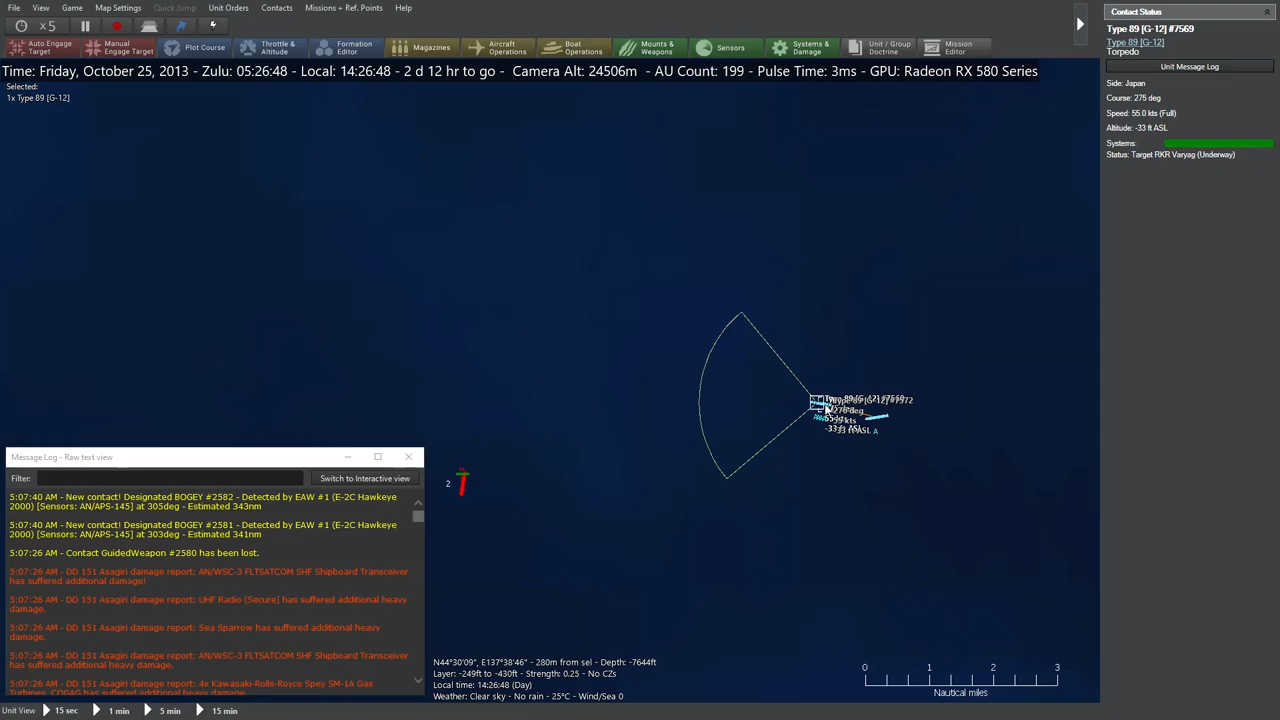 File View Game Map Settings Quick Jump Unit Orders Contacts Missions + Ref. Points Help
x 5
Auto Engage Target
Manual Engage Target
Plot Course
Throttle & Altitude
Formation Editor
Magazines
Aircraft Operations
Boat Operations
Mounts & Weapons
Sensors
Systems & Damage
Unit / Group Doctrine
Mission Editor
Time: Friday, October 25, 2013 - Zulu: 05:26:48 - Local: 14:26:48 - 2 d 12 hr to go - Camera Alt: 24506m - AU Count: 199 - Pulse Time: 3ms - GPU: Radeon RX 580 Series
Selected:
1x Type 89 [G-12]
Contact Status
Type 89 [G-12] #7569
Type 89 [G-12]
Torpedo
Unit Message Log
Side: Japan
Course: 275 deg
Speed: 55.0 kts (Full)
Altitude: -33 ft ASL
Systems:
Status: Target RKR Varyag (Underway)
-33 ft ASL
A
2
Message Log - Raw text view
Filter:
Switch to Interactive view
5:07:40 AM - New contact! Designated BOGEY #2582 - Detected by EAW #1 (E-2C Hawkeye
2000) [Sensors: AN/APS-145] at 305deg - Estimated 343nm
5:07:40 AM - New contact! Designated BOGEY #2581 - Detected by EAW #1 (E-2C Hawkeye
2000) [Sensors: AN/APS-145] at 303deg - Estimated 341nm
5:07:26 AM - Contact GuidedWeapon #2580 has been lost.
5:07:26 AM - DD 151 Asagiri damage report: AN/WSC-3 FLTSATCOM SHF Shipboard Transceiver
has suffered additional damage!
5:07:26 AM - DD 151 Asagiri damage report: UHF Radio [Secure] has suffered additional heavy
damage.
5:07:26 AM - DD 151 Asagiri damage report: Sea Sparrow has suffered additional heavy
damage.
5:07:26 AM - DD 151 Asagiri damage report: AN/WSC-3 FLTSATCOM SHF Shipboard Transceiver
has suffered additional heavy damage.
5:07:26 AM - DD 151 Asagiri damage report: 4x Kawasaki-Rolls-Royce Spey SM-1A Gas
Turbines, COGAG has suffered additional heavy damage.
N44°30'09", E137°38'46" - 280m from sel - Depth: -7644ft
Layer: -249ft to -430ft - Strength: 0.25 - No CZs
Local time: 14:26:48 (Day)
Weather: Clear sky - No rain - 25°C - Wind/Sea 0
0 1 2 3
Nautical miles
Unit View 15 sec 1 min 5 min 15 min